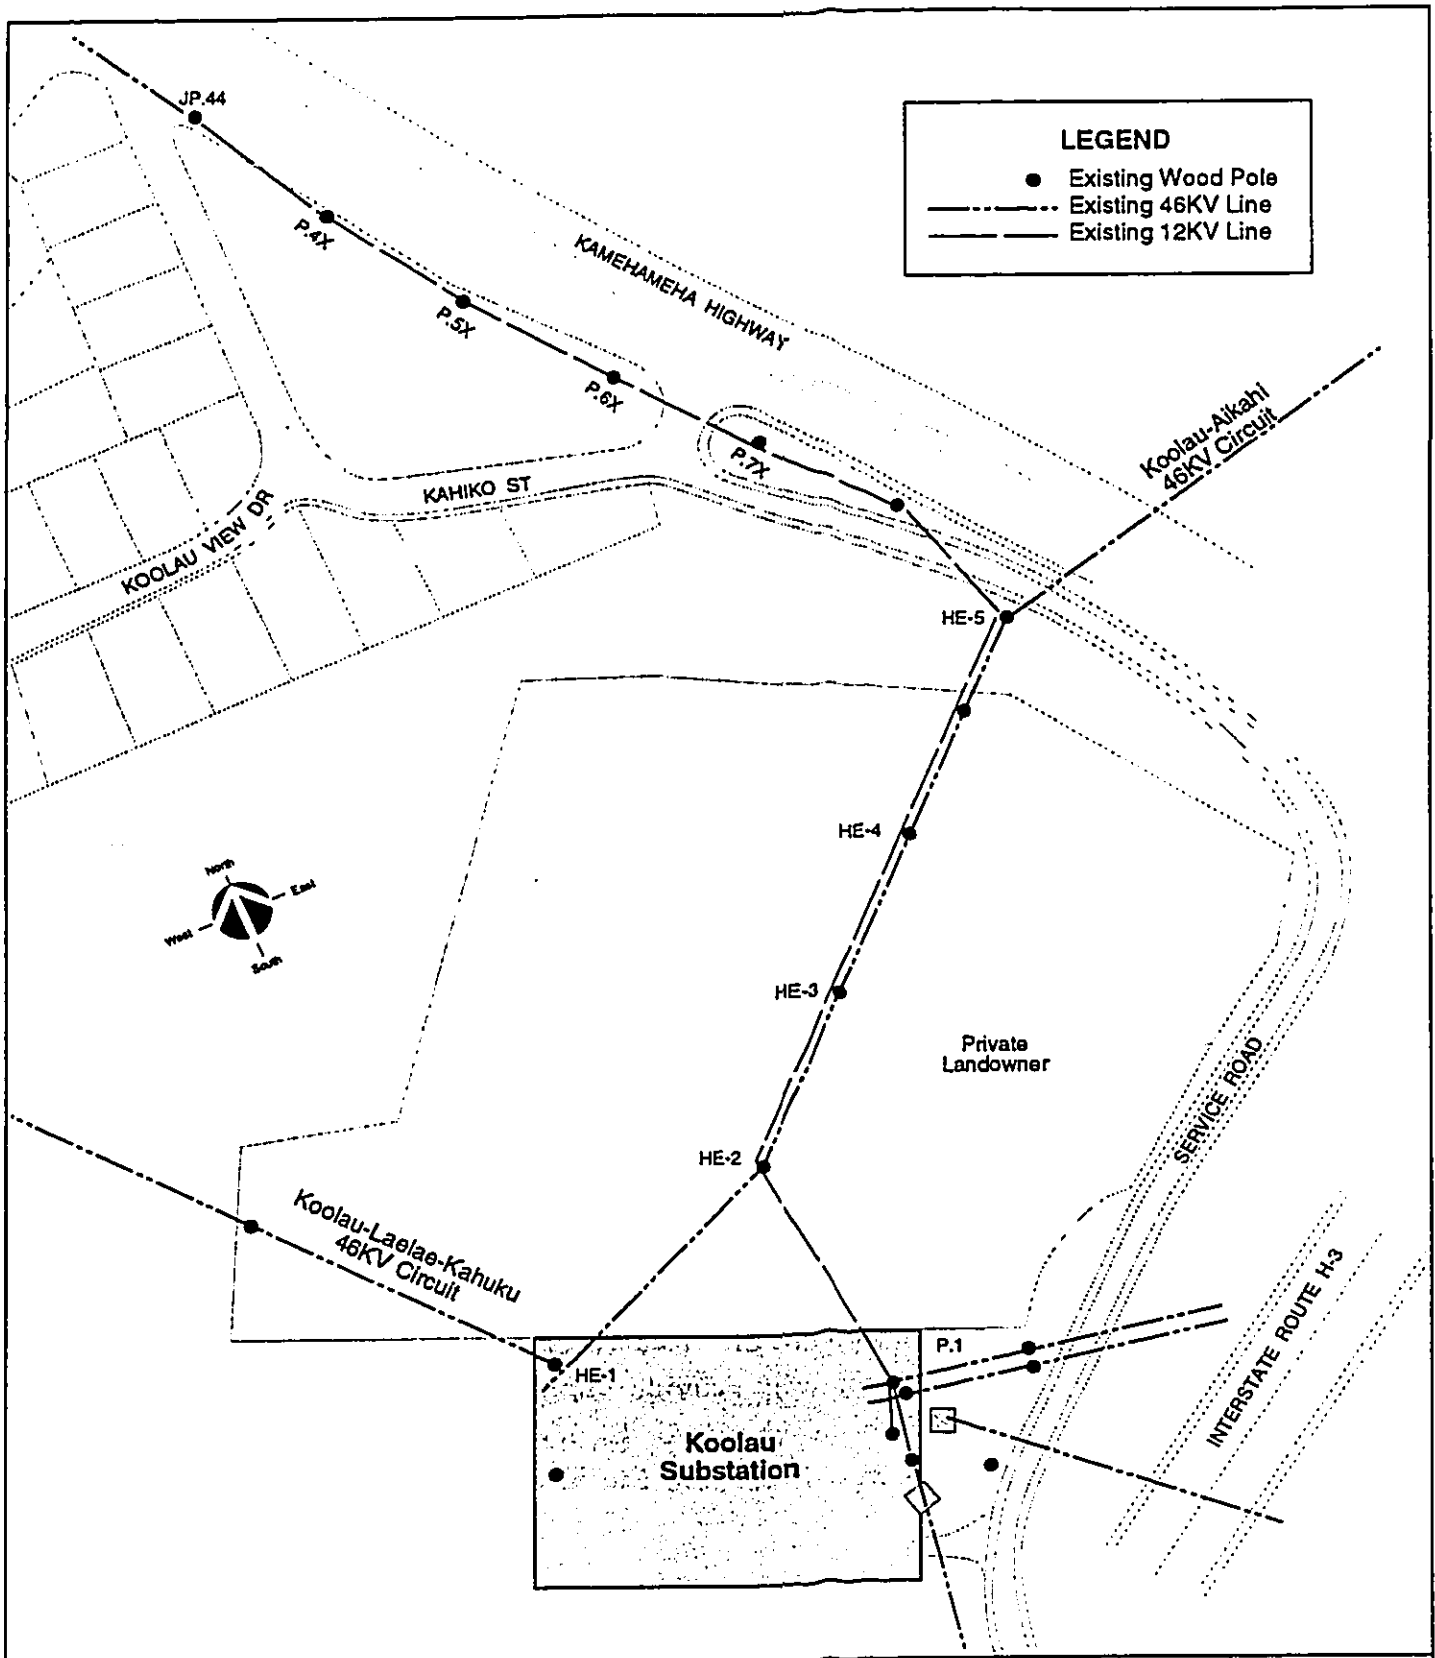 JP.44
LEGEND
Existing Wood Pole
Existing 46KV Line
Existing 12KV Line
P.4X
KAMEHAMEHA HIGHWAY
P.5X
P.6X
P.7X
Koolau-Aikahi
46KV Circuit
KAHIKO ST
KOOLAU VIEW DR
HE-5
HE-4
North
East
West
South
HE-3
Private
Landowner
SERVICE ROAD
HE-2
Koolau-Laelae-Kahuku
46KV Circuit
INTERSTATE ROUTE H-3
P.1
HE-1
Koolau
Substation